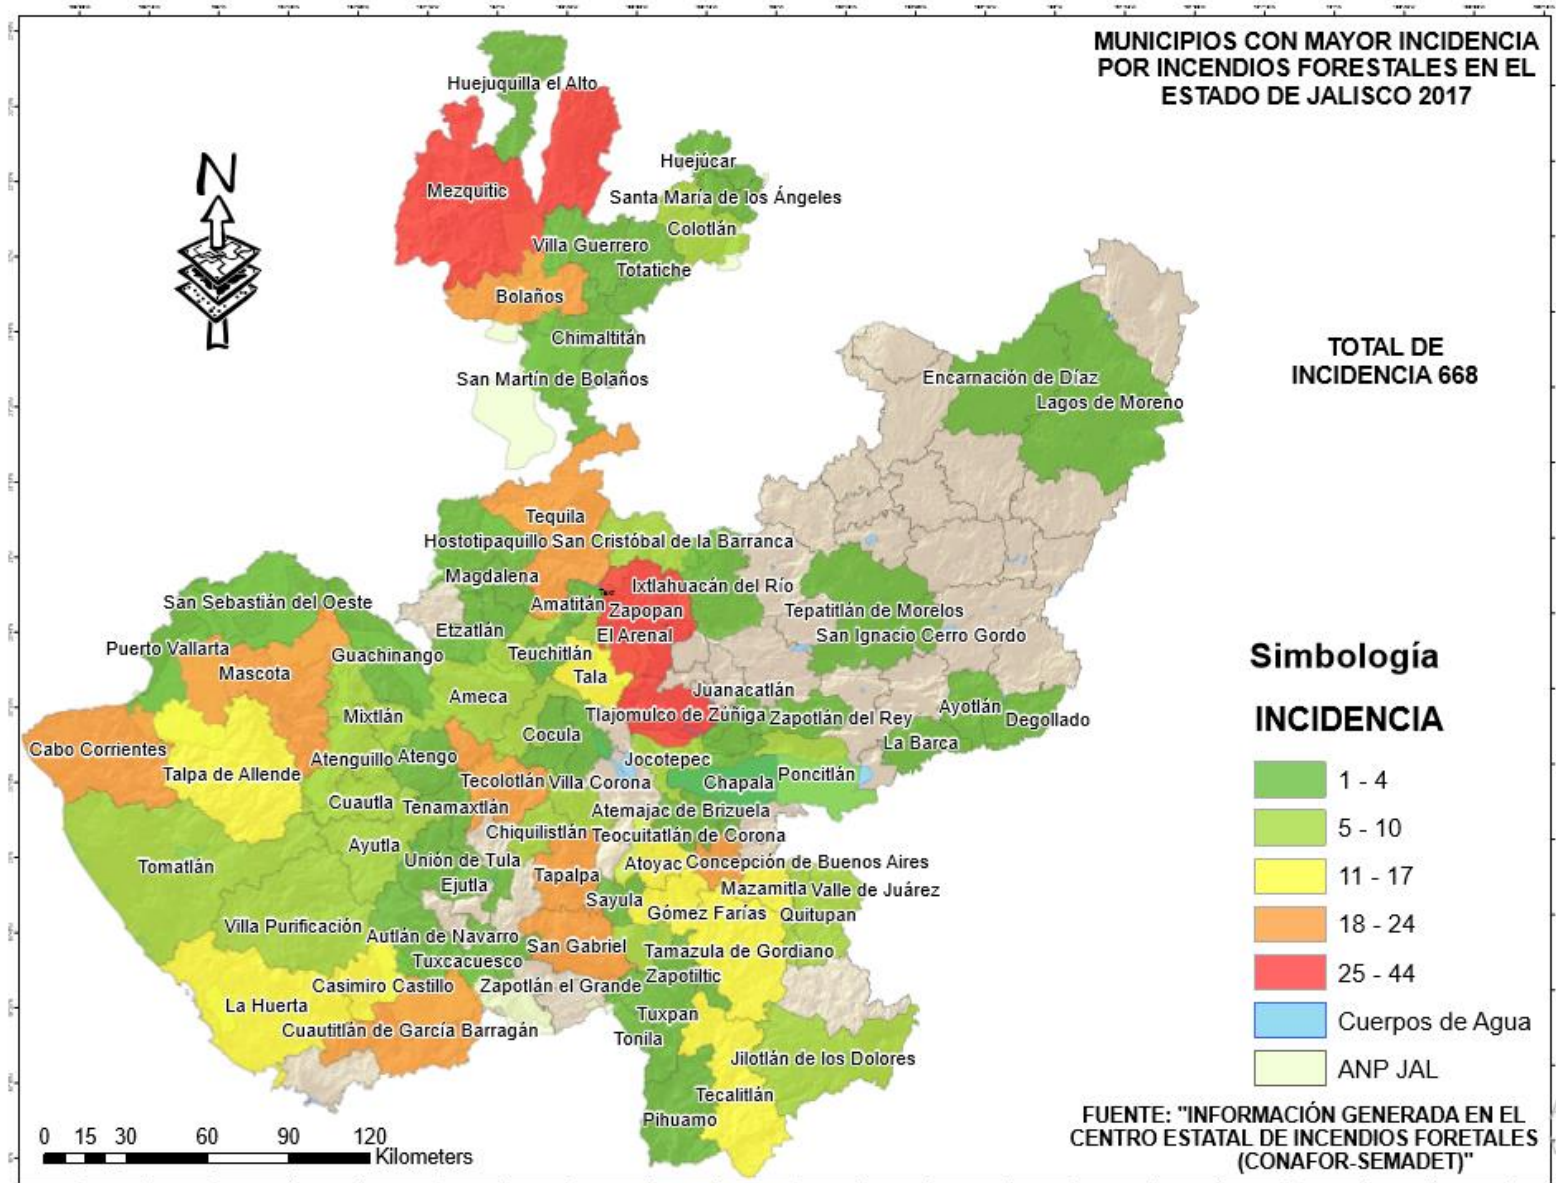 MUNICIPIOS CON MAYOR INCIDENCIA
POR INCENDIOS FORESTALES EN EL
ESTADO DE JALISCO 2017
N
TOTAL DE
INCIDENCIA 668
Huejuquilla el Alto
Huejúcar
Mezquitic
Santa María de los Ángeles
Colotlán
Villa Guerrero
Totatiche
Bolaños
Chimaltitán
San Martín de Bolaños
Encarnación de Díaz
Lagos de Moreno
Tequila
Hostotipaquillo
San Cristóbal de la Barranca
Magdalena
Ixtlahuacán del Río
San Sebastián del Oeste
Amatitán
Zapopan
Tepatitlán de Morelos
Etzatlán
El Arenal
San Ignacio Cerro Gordo
Puerto Vallarta
Guachinango
Teuchitlán
Mascota
Tala
Ameca
Juanacatlán
Mixtlán
Tlajomulco de Zúñiga
Zapotlán del Rey
Ayotlán
Degollado
Cocula
La Barca
Cabo Corrientes
Atenguillo
Atengo
Jocotepec
Talpa de Allende
Tecolotlán
Villa Corona
Chapala
Poncitlán
Cuautla
Tenamaxtlán
Atemajac de Brizuela
Chiquilistlán
Teocuitatlán de Corona
Ayutla
Tomatlán
Unión de Tula
Atoyac
Concepción de Buenos Aires
Tapalpa
Ejutla
Mazamitla
Valle de Juárez
Sayula
Gómez Farías
Quitupan
Villa Purificación
Autlán de Navarro
San Gabriel
Tamazula de Gordiano
Tuxcacuesco
Zapotiltic
Casimiro Castillo
Zapotlán el Grande
La Huerta
Tuxpan
Cuautitlán de García Barragán
Tonila
Jilotlán de los Dolores
Tecalitlán
Pihuamo
Simbología
INCIDENCIA
1 - 4
5 - 10
11 - 17
18 - 24
25 - 44
Cuerpos de Agua
ANP JAL
FUENTE: "INFORMACIÓN GENERADA EN EL
CENTRO ESTATAL DE INCENDIOS FORETALES
(CONAFOR-SEMADET)"
0 15 30 60 90 120
Kilometers